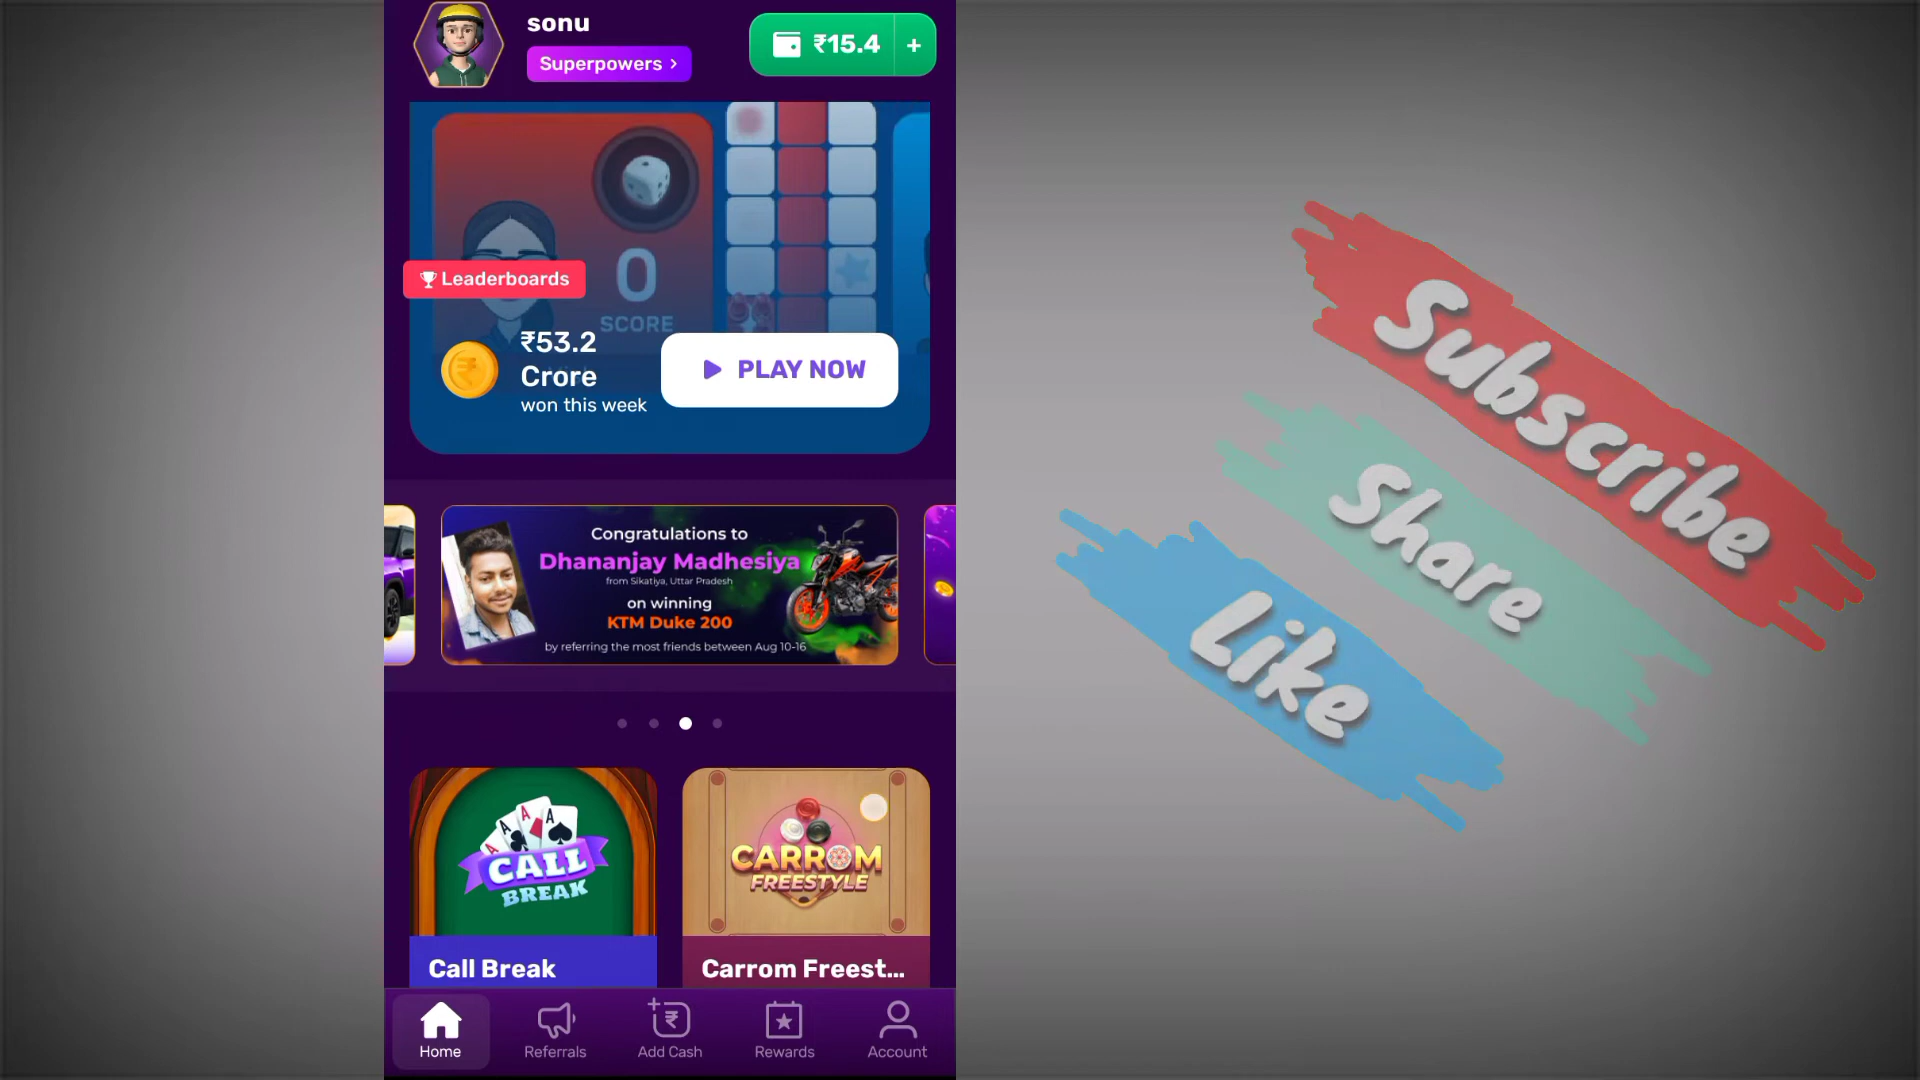 sonu
Superpowers >
₹15.4 +
Leaderboards
0
SCORE
₹53.2
Crore
won this week
PLAY NOW
Congratulations to
Dhananjay Madhesiya
from Sikatiya, Uttar Pradesh
on winning
KTM Duke 200
by referring the most friends between Aug 10-16
A A A A
CALL
BREAK
CARROM
FREESTYLE
Call Break
Carrom Freest...
Home
Referrals
Add Cash
Rewards
Account
Subscribe
Share
Like